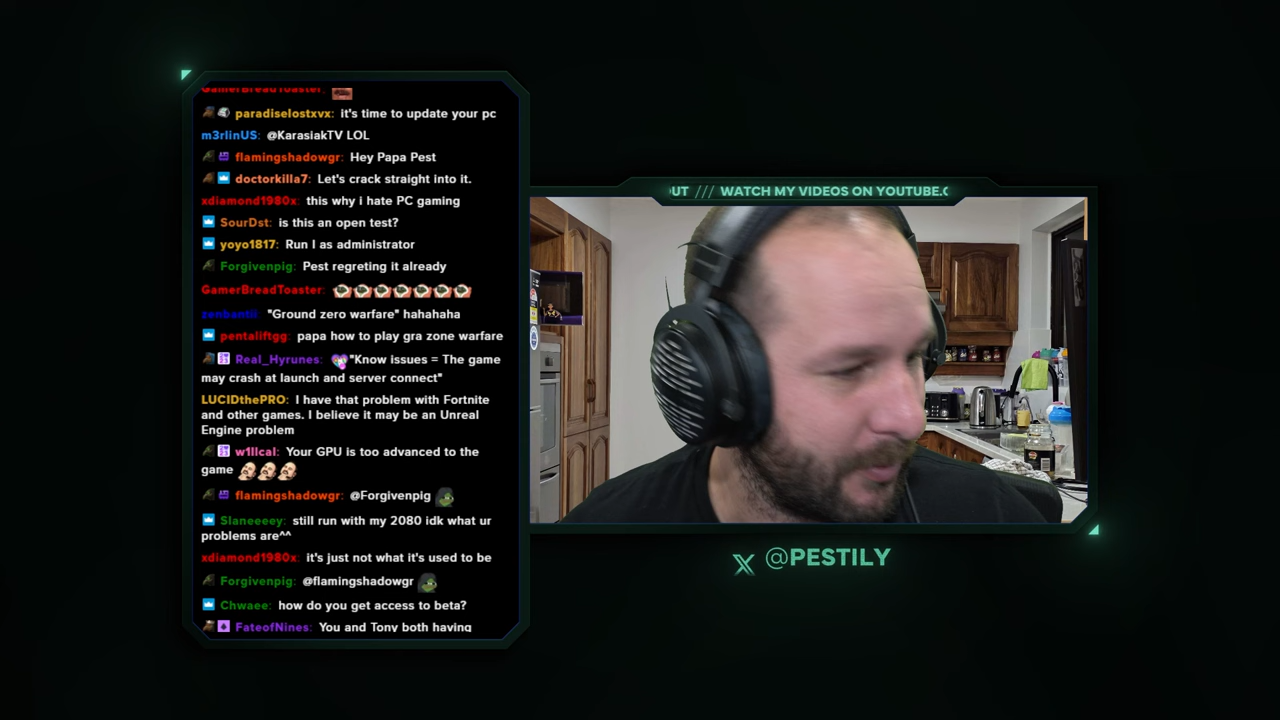 GamerBreadToaster:
paradiselostxvx: it's time to update your pc
m3rlinUS: @KarasiakTV LOL
flamingshadowgr: Hey Papa Pest
doctorkilla7: Let's crack straight into it.
xdiamond1980x: this why i hate PC gaming
SourDst: is this an open test?
yoyo1817: Run I as administrator
Forgivenpig: Pest regretting it already
GamerBreadToaster:
"Ground zero warfare" hahahaha
pentaliftgg: papa how to play gra zone warfare
Real_Hyrunes: "Know issues = The game
may crash at launch and server connect"
LUCIDthePRO: I have that problem with Fortnite
and other games. I believe it may be an Unreal
Engine problem
w1llcal: Your GPU is too advanced to the
game
flamingshadowgr: @Forgivenpig
Slaneeeey: still run with my 2080 idk what ur
problems are^^
xdiamond1980x: it's just not what it's used to be
Forgivenpig: @flamingshadowgr
Chwaee: how do you get access to beta?
FateofNines: You and Tony both having
UT /// WATCH MY VIDEOS ON YOUTUBE.C
@PESTILY